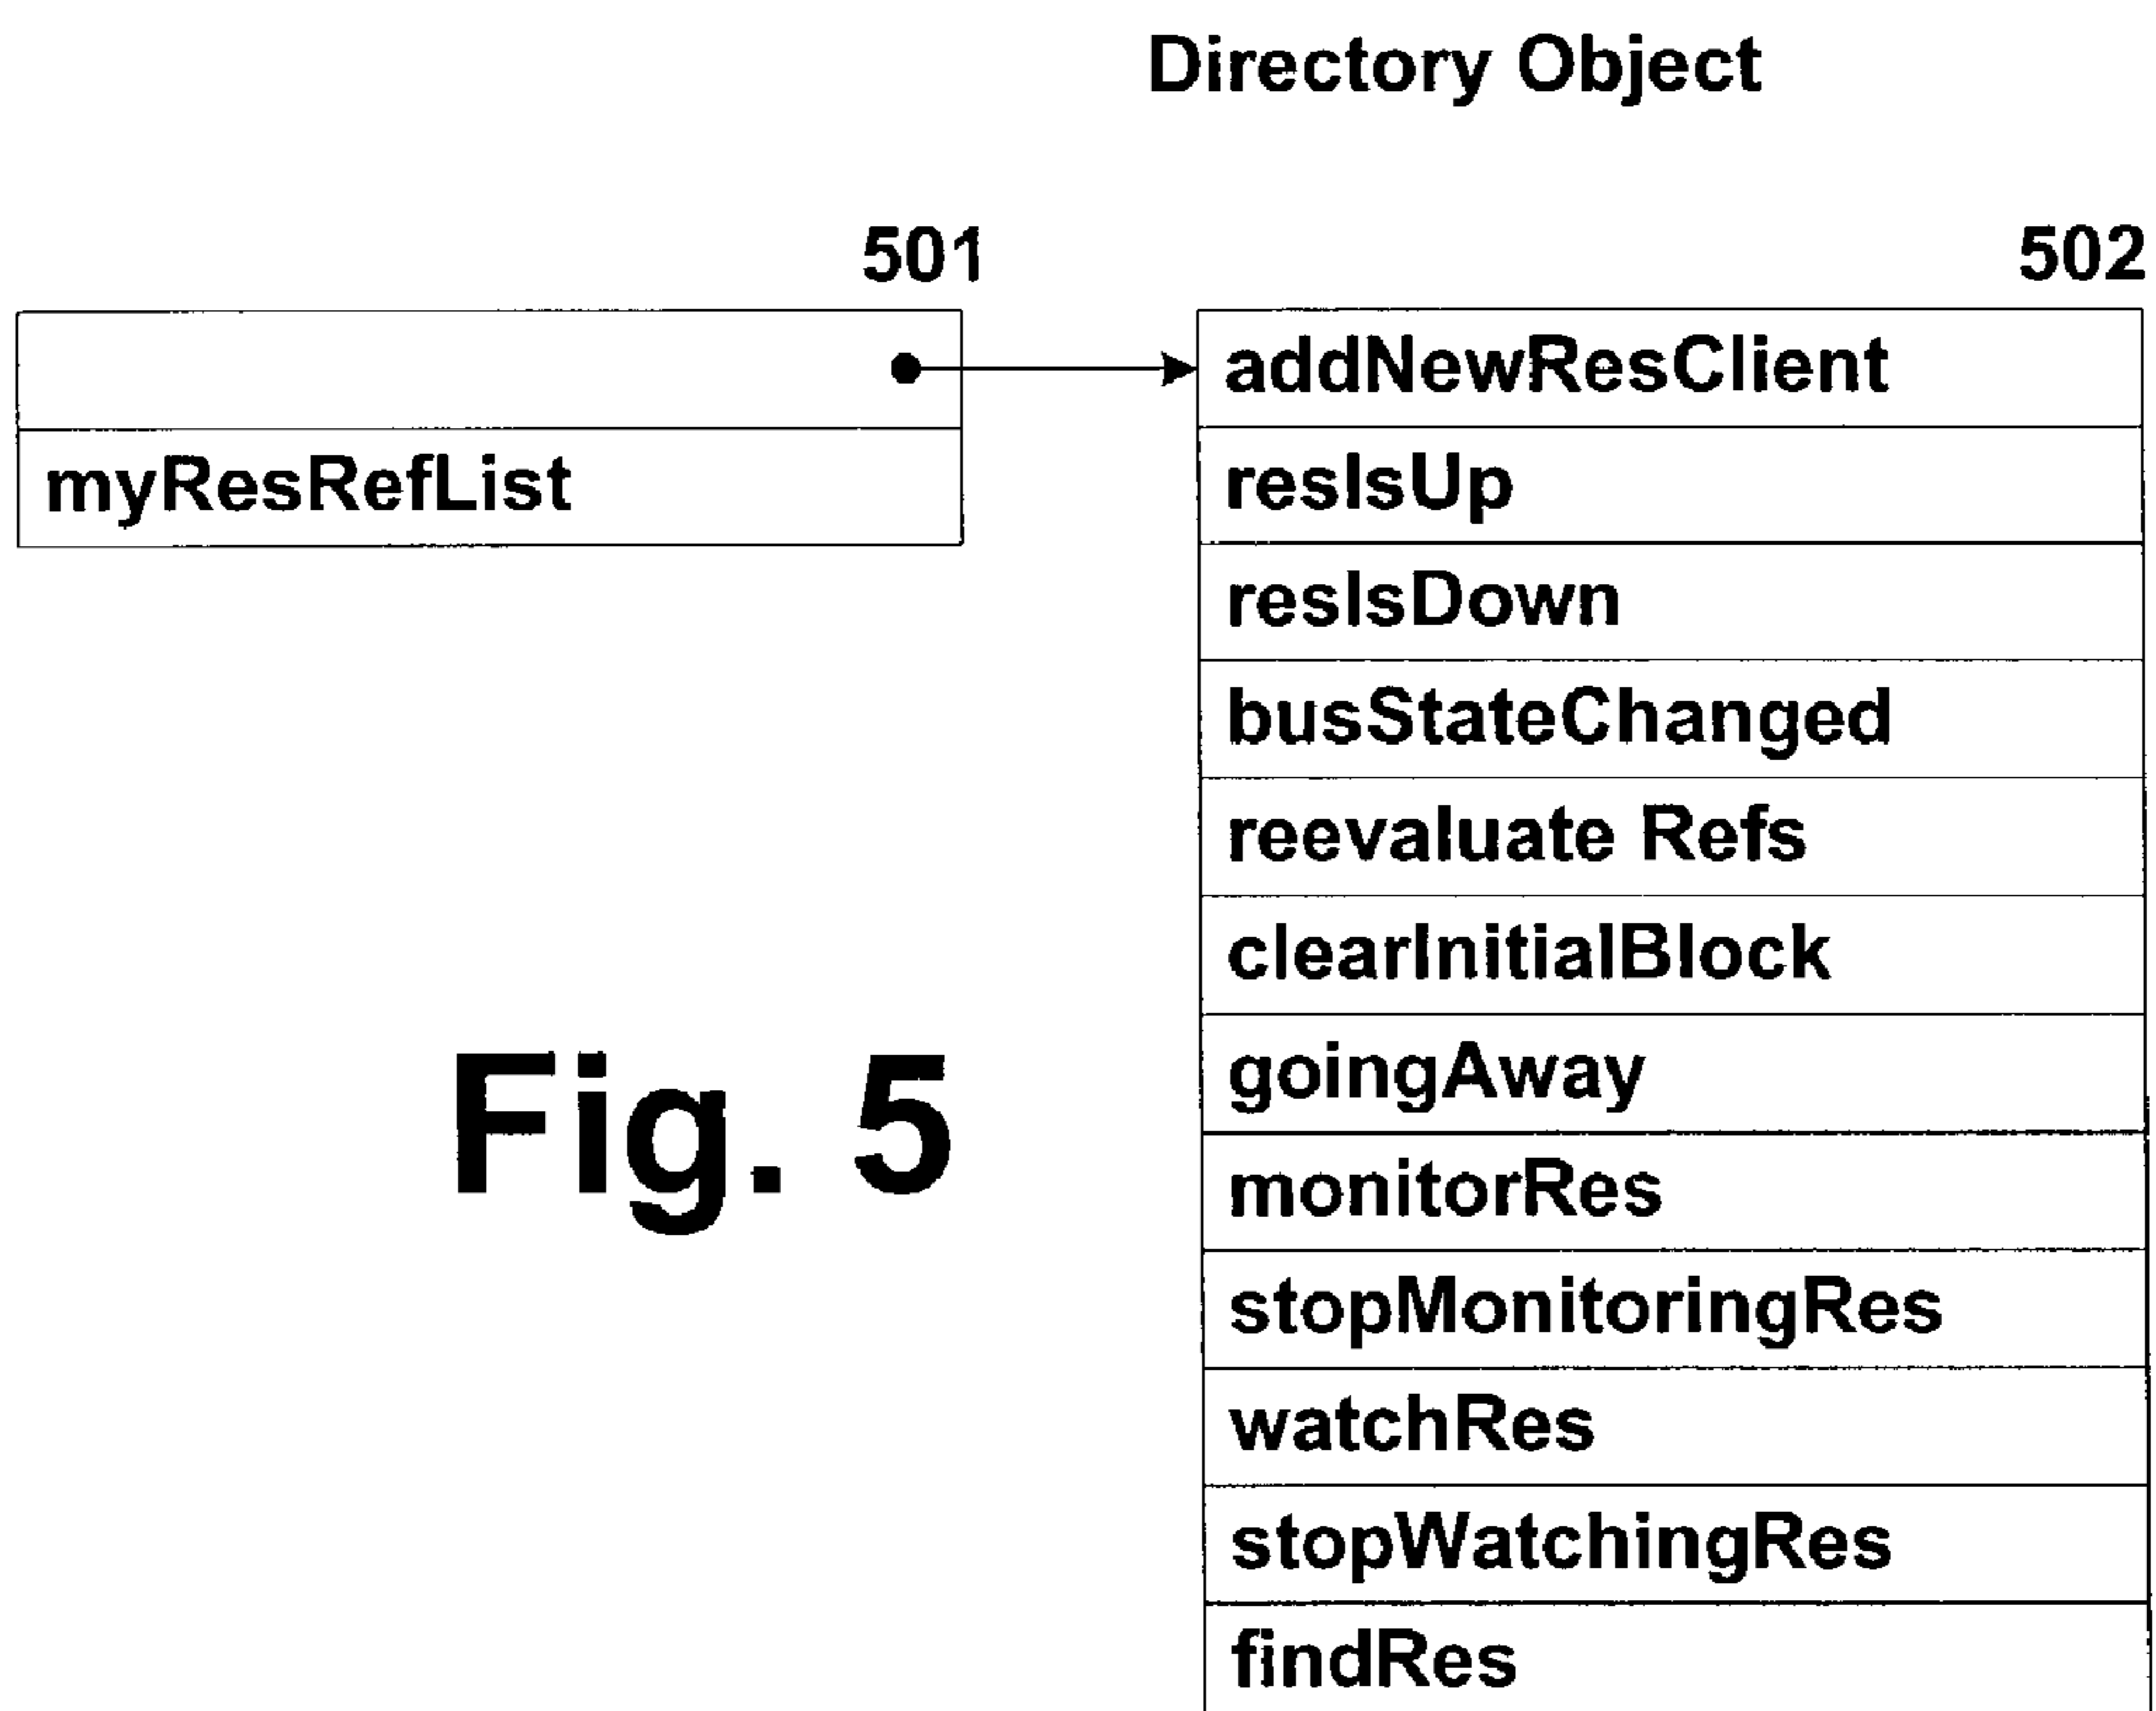 Directory Object
501
502
myResRefList
addNewResClient
resIsUp
resIsDown
busStateChanged
reevaluate Refs
clearInitialBlock
goingAway
monitorRes
stopMonitoringRes
watchRes
stopWatchingRes
findRes
Fig. 5